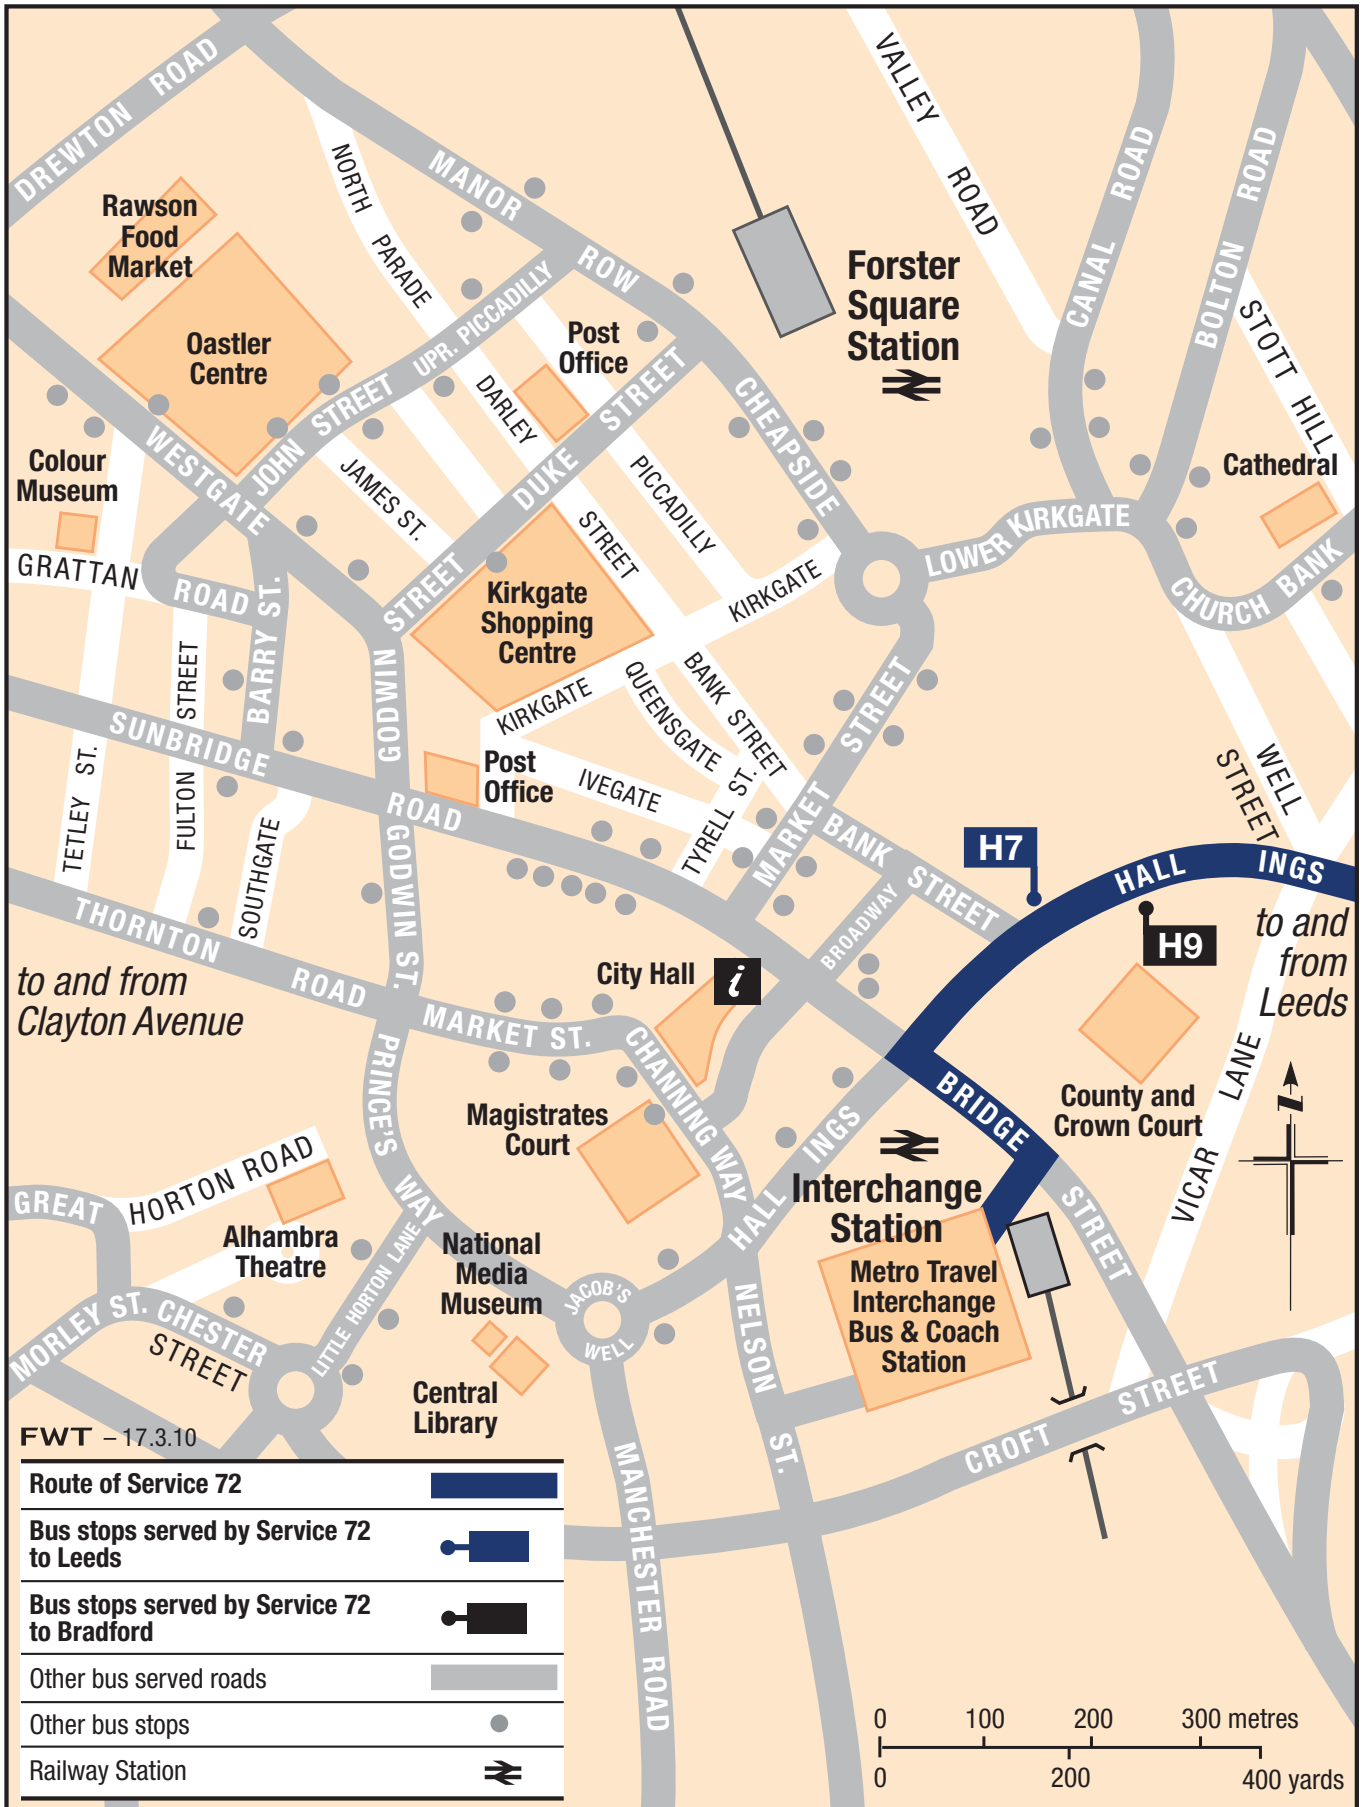 DREWTON ROAD
VALLEY ROAD
NORTH PARADE
MANOR ROW
CANAL ROAD
BOLTON ROAD
STOTT HILL
Rawson
Food
Market
Oastler
Centre
Forster
Square
Station
Post
Office
UPR. PICCADILLY
JOHN STREET
DARLEY STREET
DUKE STREET
CHEAPSIDE
PICCADILLY
JAMES ST.
WESTGATE
Colour
Museum
Cathedral
GRATTAN ROAD
BARRY ST.
LOWER KIRKGATE
CHURCH BANK
KIRKGATE
Kirkgate
Shopping
Centre
KIRKGATE
FULTON STREET
GODWIN STREET
QUEENSGATE
BANK STREET
MARKET STREET
SUNBRIDGE ROAD
TETLEY ST.
Post
Office
IVEGATE
TYRELL ST.
WELL STREET
SOUTHGATE
GODWIN ST.
BANK STREET
BROADWAY
H7
HALL INGS
H9
to and
from
Leeds
THORNTON ROAD
to and from
Clayton Avenue
City Hall
i
MARKET ST.
CHANNING WAY
PRINCE'S WAY
Magistrates
Court
HALL INGS
BRIDGE STREET
County and
Crown Court
VICAR LANE
N
Interchange
Station
GREAT HORTON ROAD
Alhambra
Theatre
LITTLE HORTON LANE
National
Media
Museum
JACOB'S
WELL
Metro Travel
Interchange
Bus & Coach
Station
NELSON ST.
MORLEY ST.
CHESTER
STREET
Central
Library
CROFT STREET
MANCHESTER ROAD
FWT – 17.3.10
Route of Service 72
Bus stops served by Service 72
to Leeds
Bus stops served by Service 72
to Bradford
Other bus served roads
Other bus stops
Railway Station
0 100 200 300 metres
0 200 400 yards